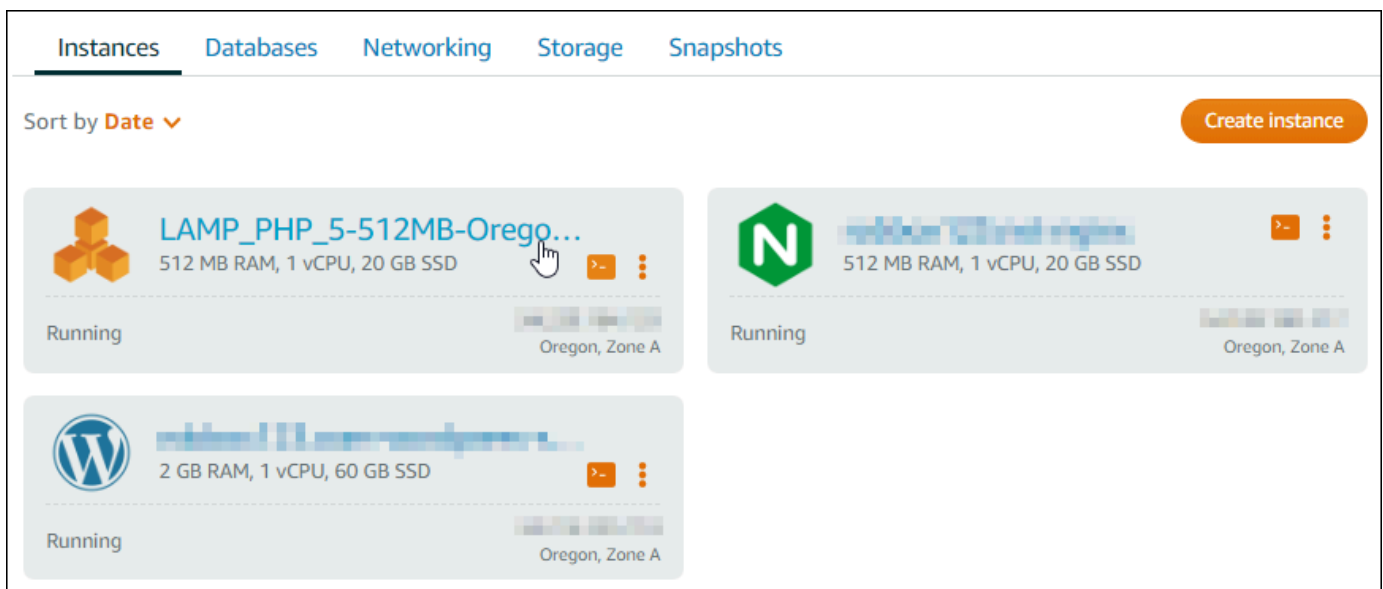 Instances Databases Networking Storage Snapshots
Sort by Date
Create instance
LAMP_PHP_5-512MB-Orego...
512 MB RAM, 1 vCPU, 20 GB SSD
Running
Oregon, Zone A
512 MB RAM, 1 vCPU, 20 GB SSD
Running
Oregon, Zone A
2 GB RAM, 1 vCPU, 60 GB SSD
Running
Oregon, Zone A